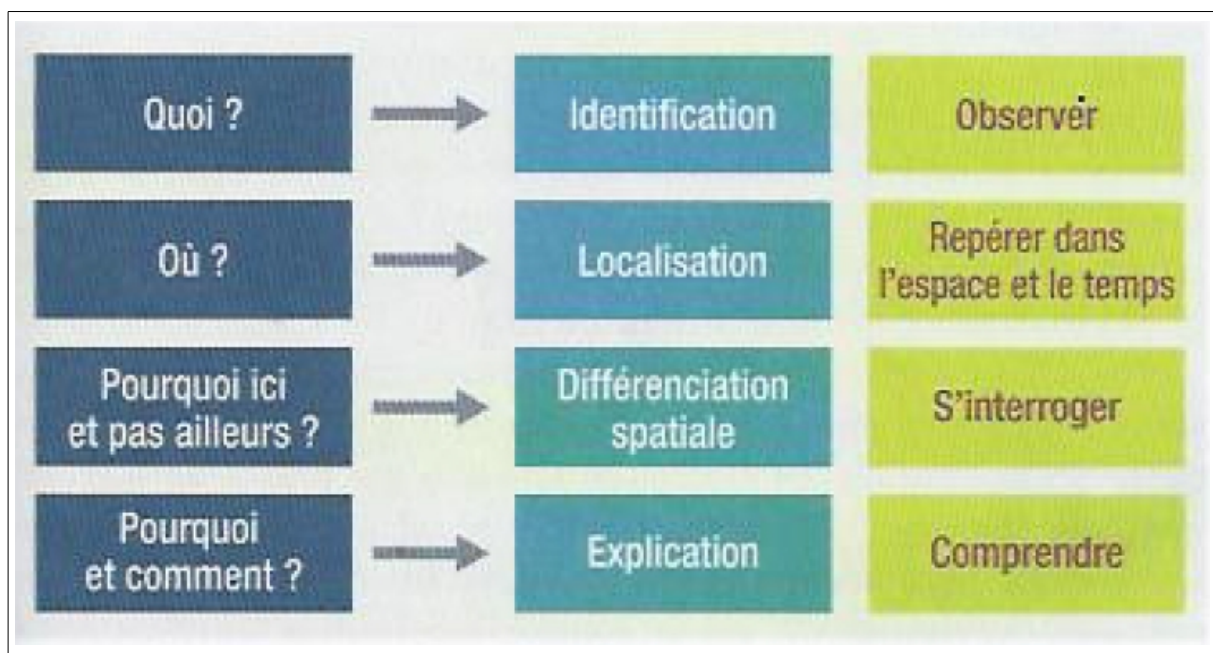 Quoi ?
Identification
Observer
Où ?
Localisation
Repérer dans
l'espace et le temps
Pourquoi ici
et pas ailleurs ?
Différenciation
spatiale
S'interroger
Pourquoi
et comment ?
Explication
Comprendre